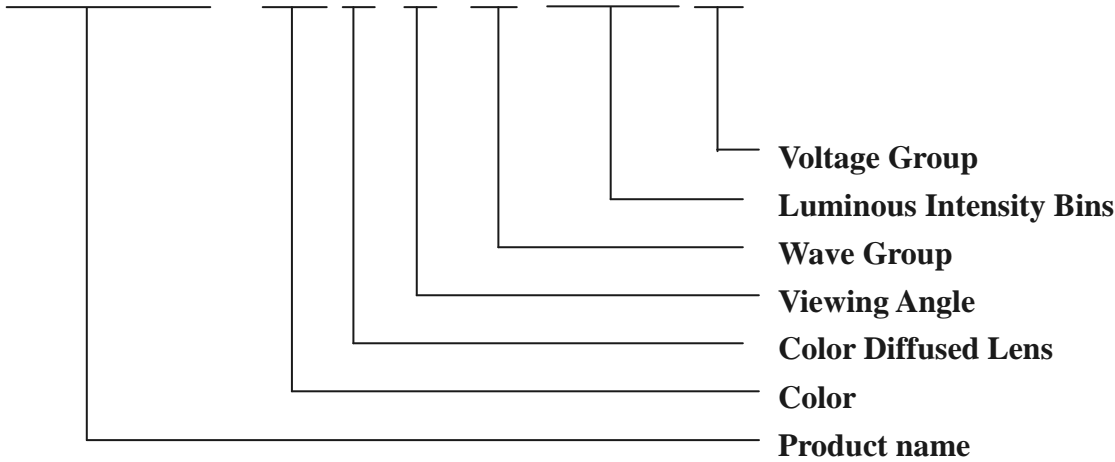 Voltage Group
Luminous Intensity Bins
Wave Group
Viewing Angle
Color Diffused Lens
Color
Product name